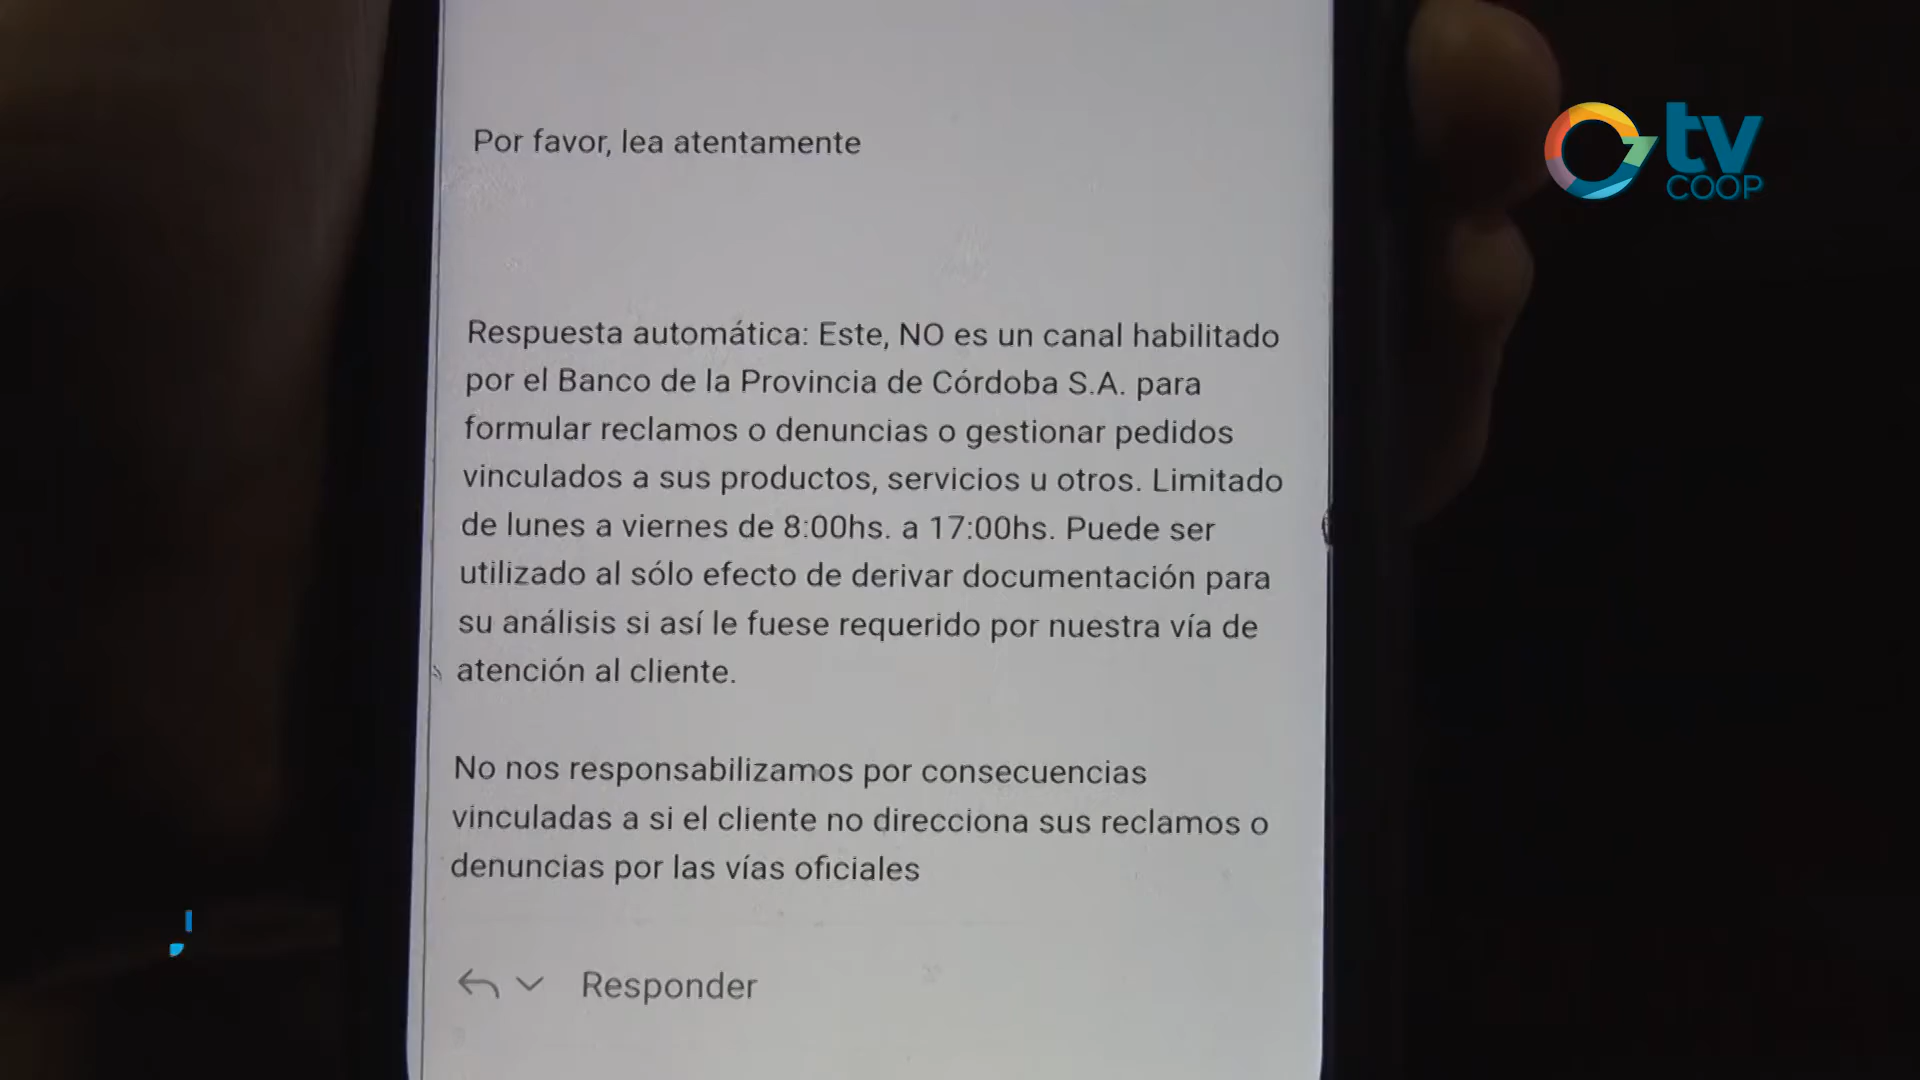 Por favor, lea atentamente
tv
COOP
Respuesta automática: Este, NO es un canal habilitado
por el Banco de la Provincia de Córdoba S.A. para
formular reclamos o denuncias o gestionar pedidos
vinculados a sus productos, servicios u otros. Limitado
de lunes a viernes de 8:00hs. a 17:00hs. Puede ser
utilizado al sólo efecto de derivar documentación para
su análisis si así le fuese requerido por nuestra vía de
atención al cliente.
No nos responsabilizamos por consecuencias
vinculadas a si el cliente no direcciona sus reclamos o
denuncias por las vías oficiales
Responder